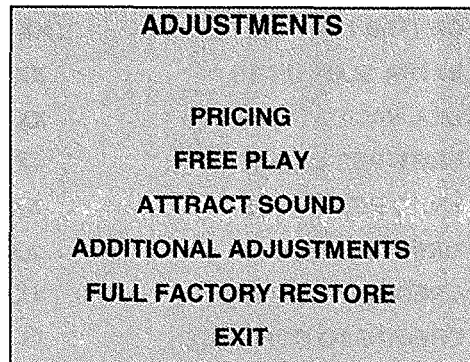 ADJUSTMENTS
PRICING
FREE PLAY
ATTRACT SOUND
ADDITIONAL ADJUSTMENTS
FULL FACTORY RESTORE
EXIT